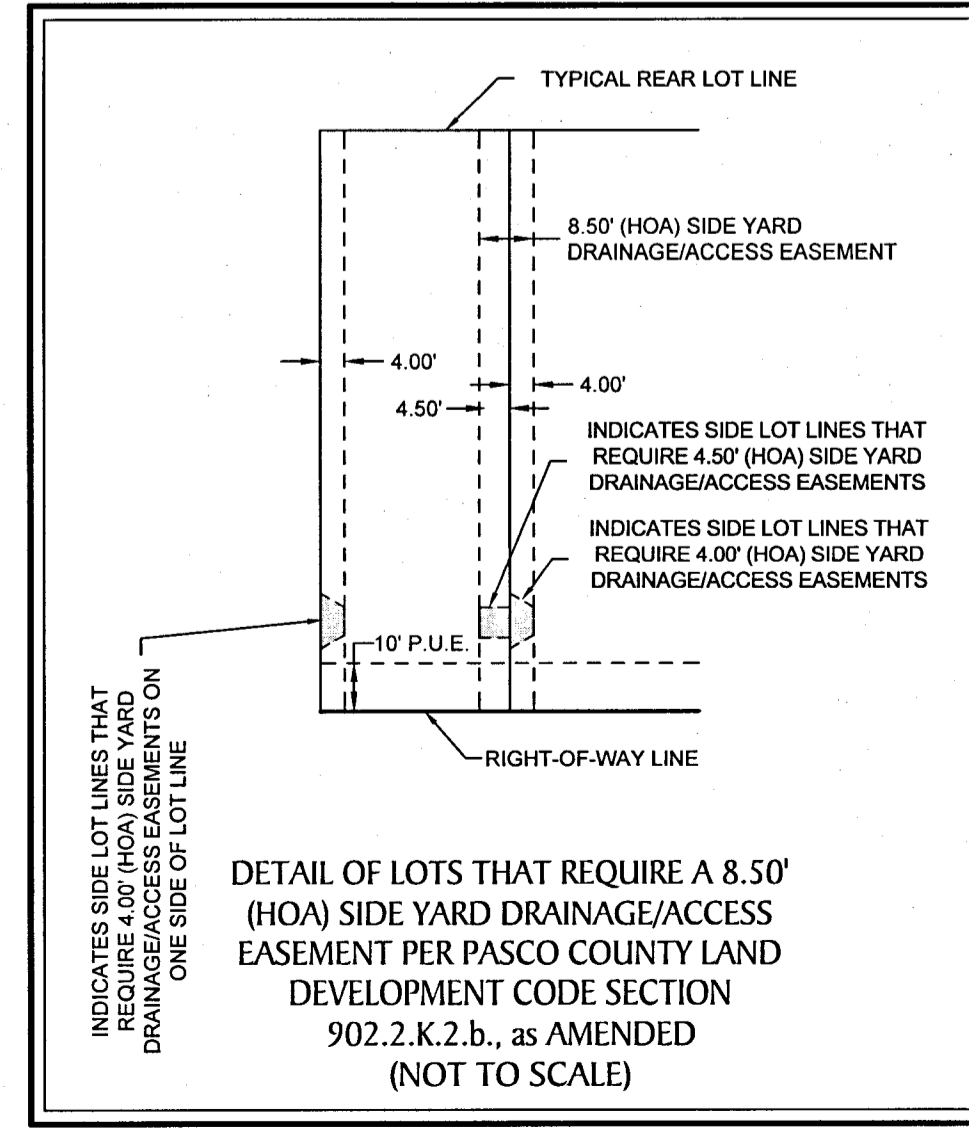 TYPICAL REAR LOT LINE
8.50' (HOA) SIDE YARD
DRAINAGE/ACCESS EASEMENT
4.00'
4.00'
4.50'
INDICATES SIDE LOT LINES THAT
REQUIRE 4.50' (HOA) SIDE YARD
DRAINAGE/ACCESS EASEMENTS
INDICATES SIDE LOT LINES THAT
REQUIRE 4.00' (HOA) SIDE YARD
DRAINAGE/ACCESS EASEMENTS
10' P.U.E.
RIGHT-OF-WAY LINE
INDICATES SIDE LOT LINES THAT
REQUIRE 4.00' (HOA) SIDE YARD
DRAINAGE/ACCESS EASEMENTS ON
ONE SIDE OF LOT LINE
DETAIL OF LOTS THAT REQUIRE A 8.50'
(HOA) SIDE YARD DRAINAGE/ACCESS
EASEMENT PER PASCO COUNTY LAND
DEVELOPMENT CODE SECTION
902.2.K.2.b., as AMENDED
(NOT TO SCALE)